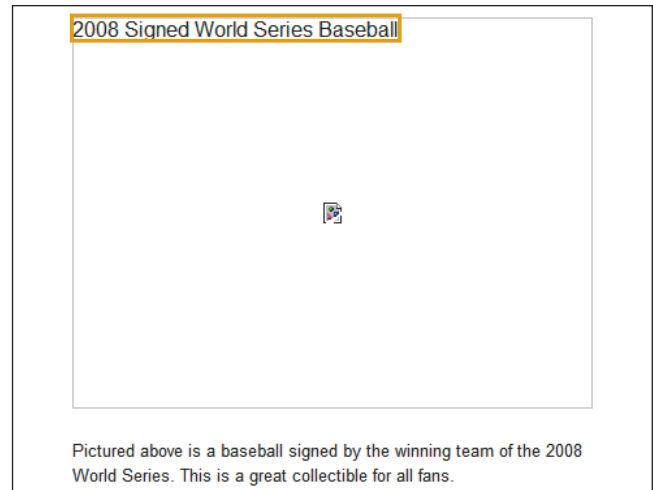 2008 Signed World Series Baseball
Pictured above is a baseball signed by the winning team of the 2008
World Series. This is a great collectible for all fans.